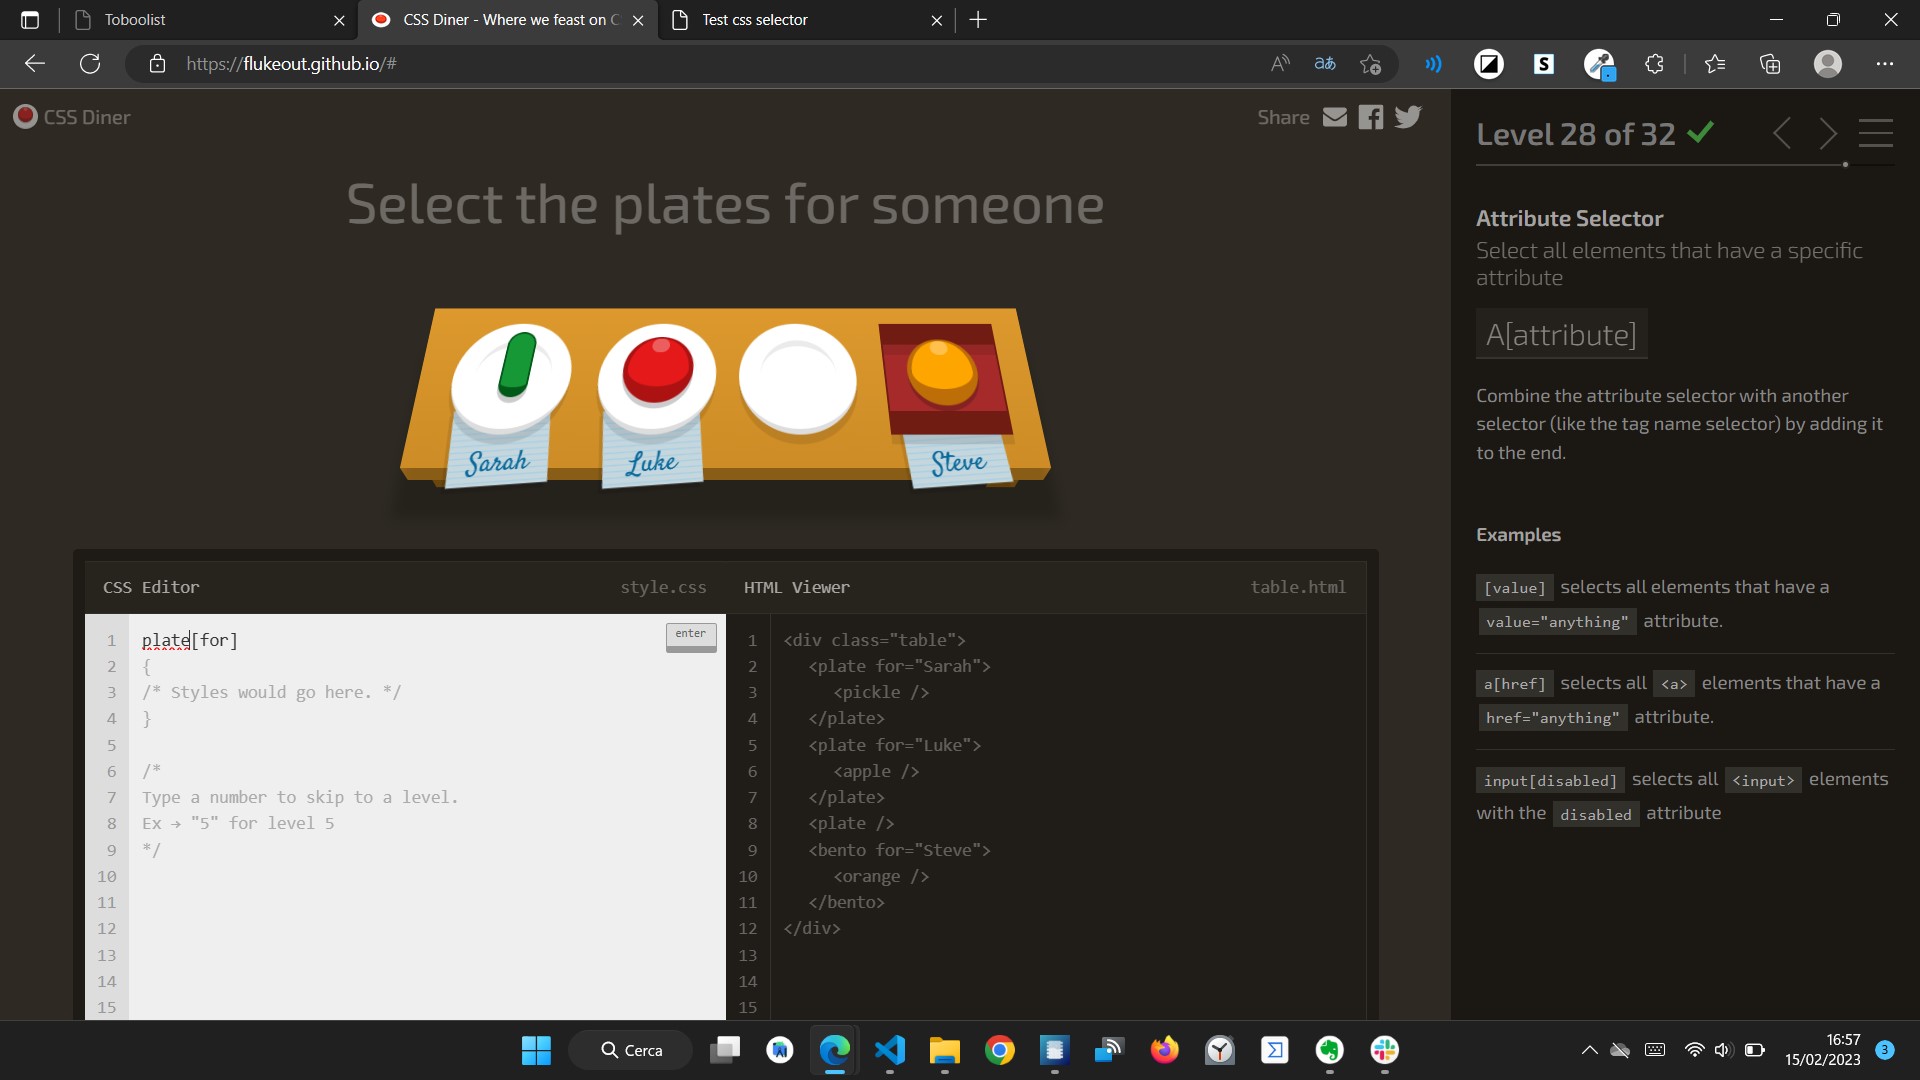 Toboolist
CSS Diner - Where we feast on C
Test css selector
https://flukeout.github.io/#
CSS Diner
Share
Level 28 of 32
Select the plates for someone
Attribute Selector
Select all elements that have a specific
attribute
A[attribute]
Combine the attribute selector with another
selector (like the tag name selector) by adding it
to the end.
Sarah
Luke
Steve
Examples
[value] selects all elements that have a
value="anything" attribute.
a[href] selects all <a> elements that have a
href="anything" attribute.
input[disabled] selects all <input> elements
with the disabled attribute
CSS Editor
style.css
1 plate[for]
enter
2 {
3 /* Styles would go here. */
4 }
5
6 /*
7 Type a number to skip to a level.
8 Ex → "5" for level 5
9 */
10
11
12
13
14
15
HTML Viewer
table.html
1 <div class="table">
2 <plate for="Sarah">
3 <pickle />
4 </plate>
5 <plate for="Luke">
6 <apple />
7 </plate>
8 <plate />
9 <bento for="Steve">
10 <orange />
11 </bento>
12 </div>
13
14
15
Cerca
16:57
15/02/2023
3